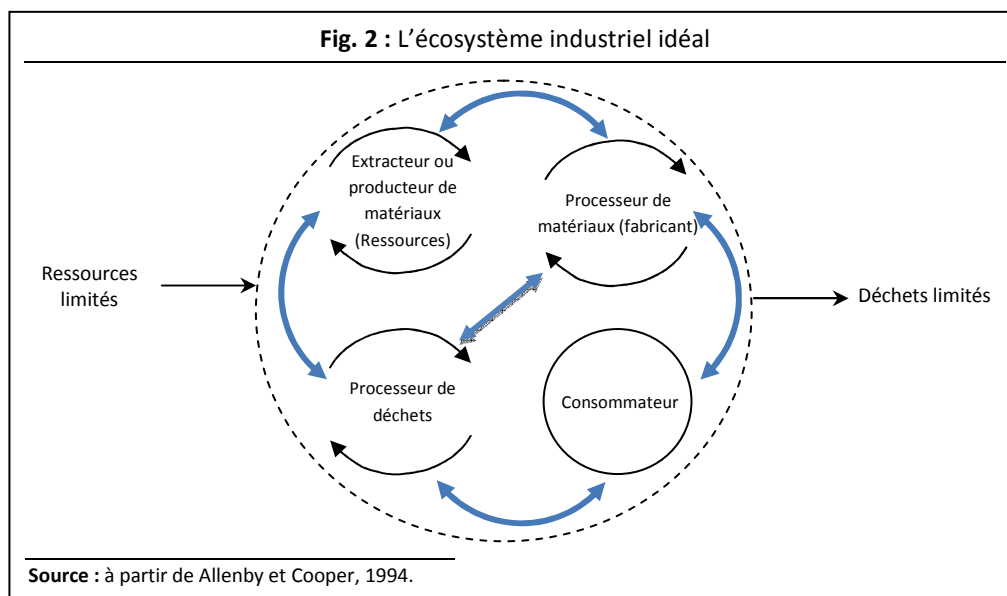 Fig. 2 : L’écosystème industriel idéal
Extracteur ou
producteur de
matériaux
(Ressources)
Processeur de
matériaux (fabricant)
Ressources
limités
Déchets limités
Processeur de
déchets
Consommateur
Source : à partir de Allenby et Cooper, 1994.